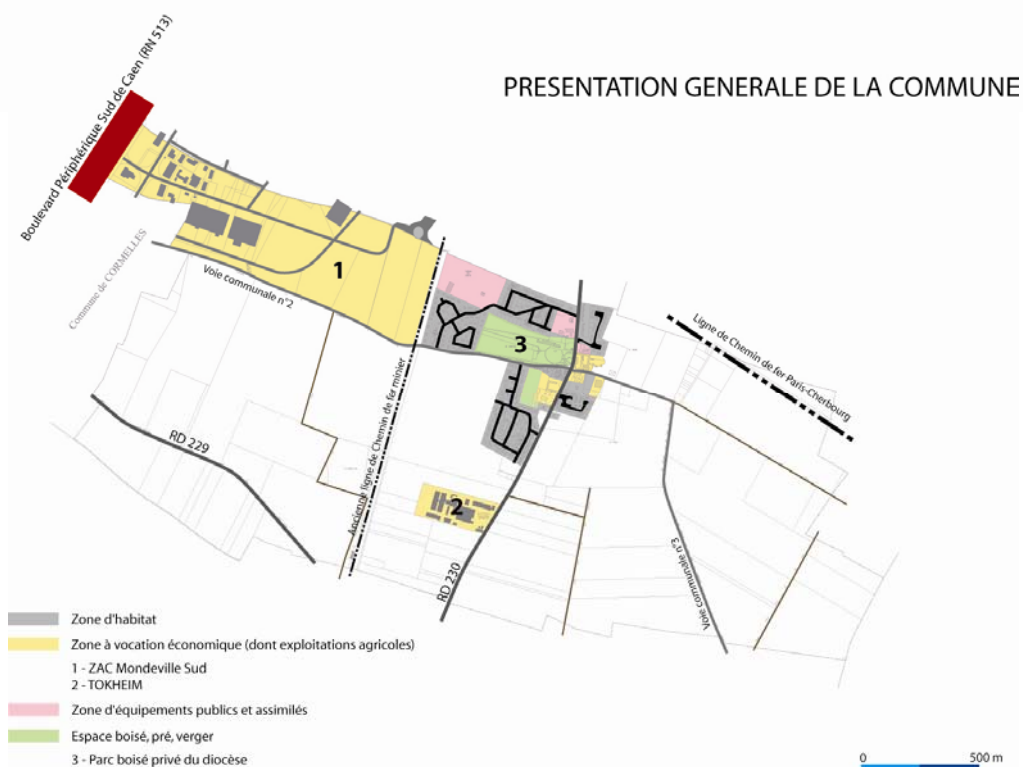 PRESENTATION GENERALE DE LA COMMUNE
Boulevard Périphérique Sud de Caen (RN 513)
Commune de CORMELLES
Voie communale n°2
1
3
Ligne de Chemin de fer Paris-Cherbourg
Ancienne ligne de Chemin de fer minier
RD 229
2
RD 230
Voie communale n°3
Zone d'habitat
Zone à vocation économique (dont exploitations agricoles)
1 - ZAC Mondeville Sud
2 - TOKHEIM
Zone d'équipements publics et assimilés
Espace boisé, pré, verger
3 - Parc boisé privé du diocèse
0 500 m